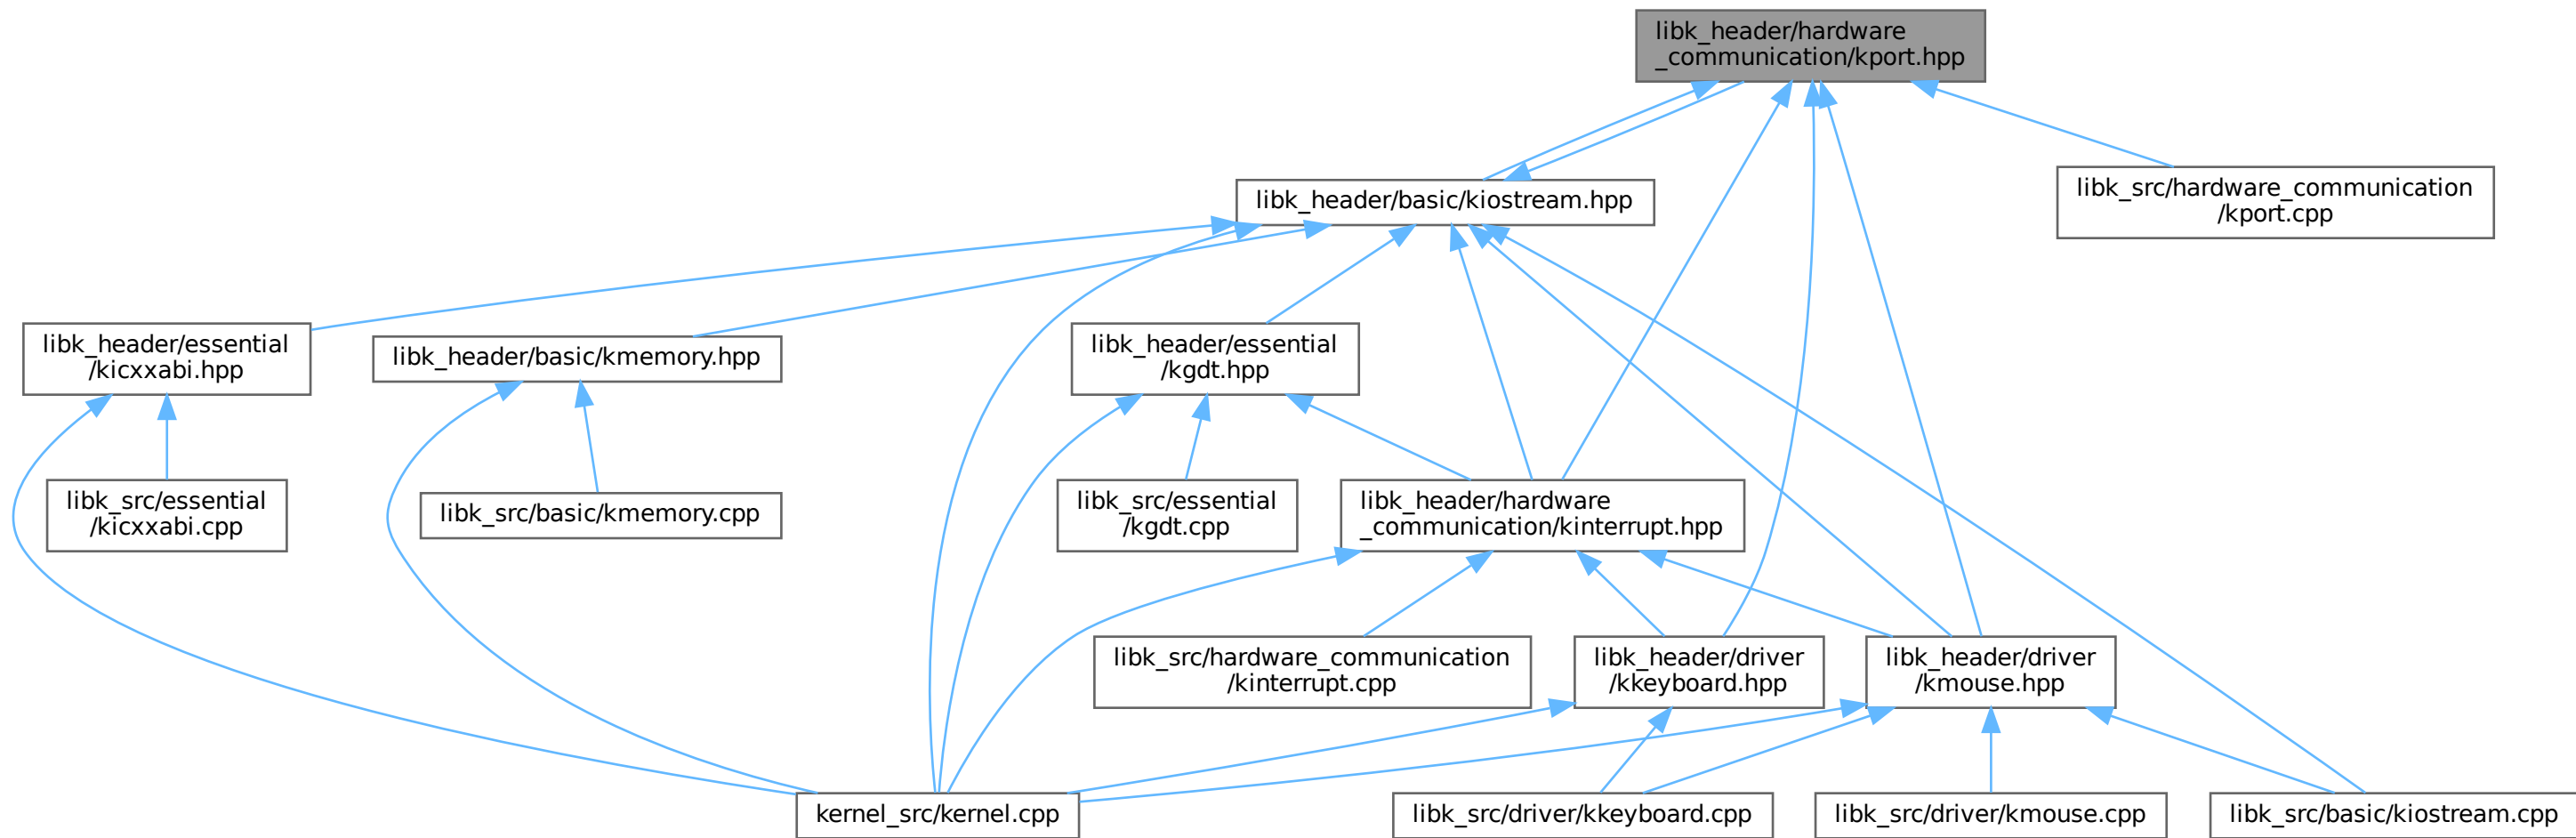 libk_header/hardware
_communication/kport.hpp
libk_header/basic/kiostream.hpp
libk_src/hardware_communication
/kport.cpp
libk_header/essential
/kicxxabi.hpp
libk_header/basic/kmemory.hpp
libk_header/essential
/kgdt.hpp
libk_src/essential
/kicxxabi.cpp
libk_src/basic/kmemory.cpp
libk_src/essential
/kgdt.cpp
libk_header/hardware
_communication/kinterrupt.hpp
libk_src/hardware_communication
/kinterrupt.cpp
libk_header/driver
/kkeyboard.hpp
libk_header/driver
/kmouse.hpp
kernel_src/kernel.cpp
libk_src/driver/kkeyboard.cpp
libk_src/driver/kmouse.cpp
libk_src/basic/kiostream.cpp